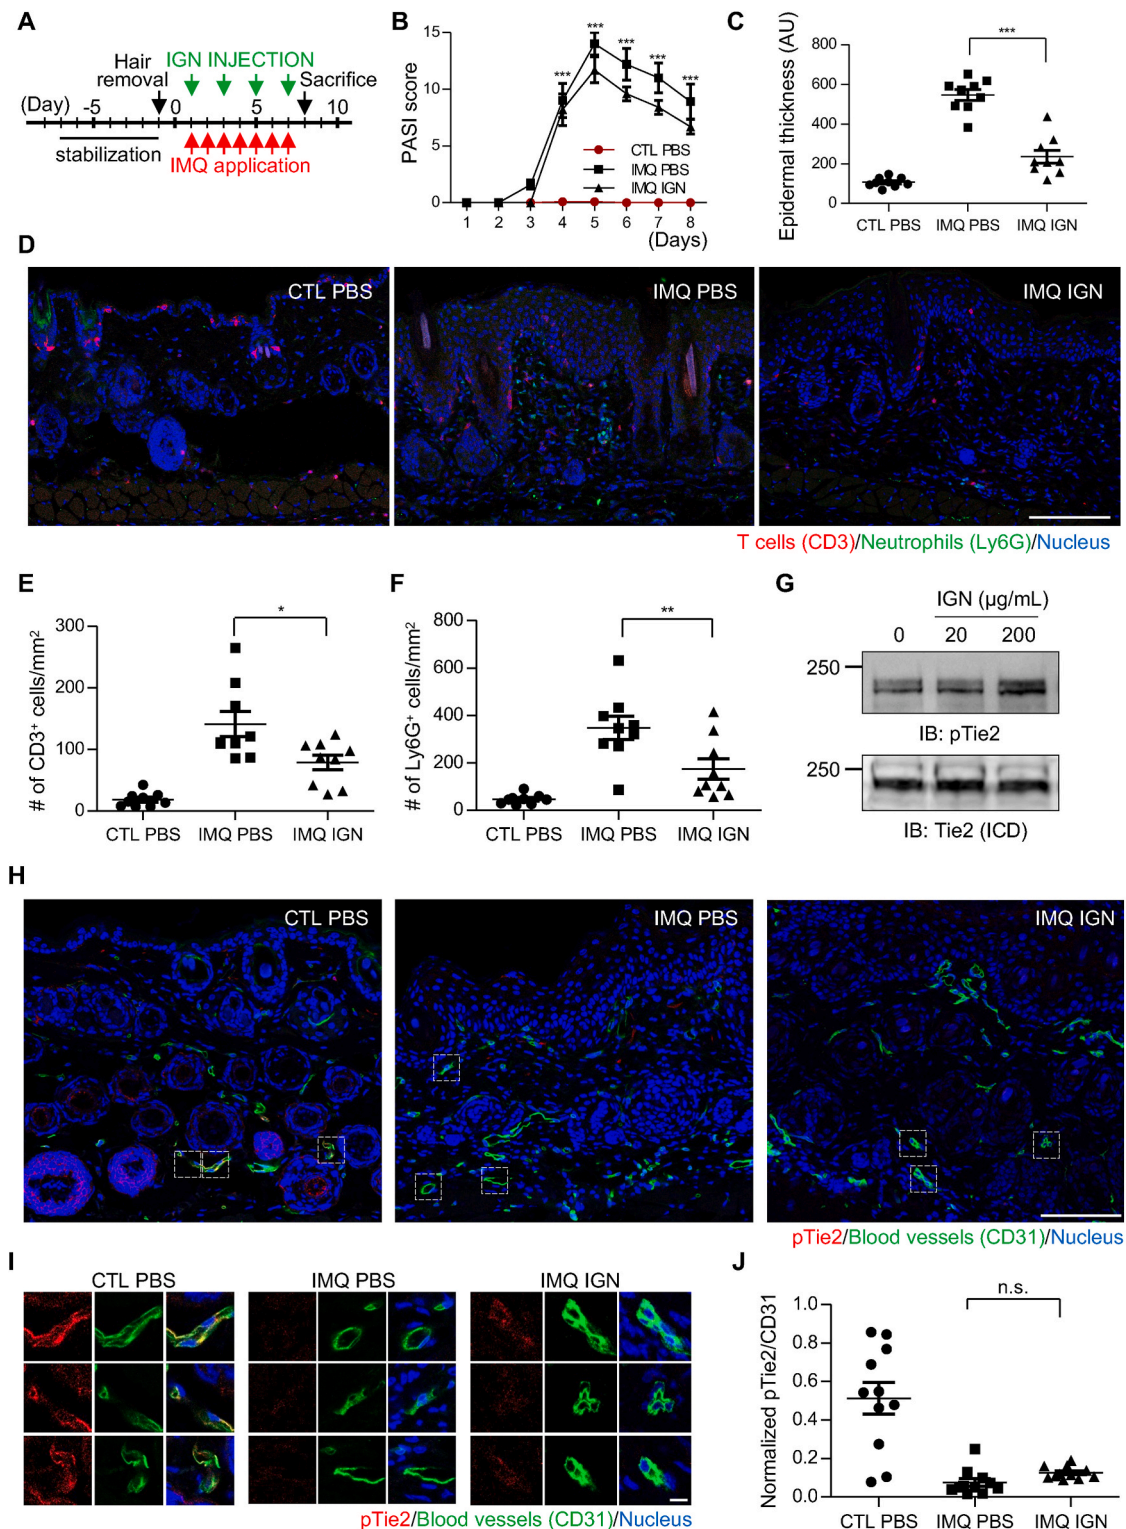 A
Hair
removal
IGN INJECTION
Sacrifice
(Day)
-5
0
5
10
stabilization
IMQ application
B
PASI score
15
10
5
0
***
***
***
***
***
CTL PBS
IMQ PBS
IMQ IGN
1 2 3 4 5 6 7 8
(Days)
C
Epidermal thickness (AU)
800
600
400
200
0
***
CTL PBS IMQ PBS IMQ IGN
D
CTL PBS
IMQ PBS
IMQ IGN
T cells (CD3)/Neutrophils (Ly6G)/Nucleus
E
# of CD3⁺ cells/mm²
300
200
100
0
*
CTL PBS IMQ PBS IMQ IGN
F
# of Ly6G⁺ cells/mm²
800
600
400
200
0
**
CTL PBS IMQ PBS IMQ IGN
G
IGN (µg/mL)
0 20 200
250
IB: pTie2
250
IB: Tie2 (ICD)
H
CTL PBS
IMQ PBS
IMQ IGN
pTie2/Blood vessels (CD31)/Nucleus
I
CTL PBS
IMQ PBS
IMQ IGN
pTie2/Blood vessels (CD31)/Nucleus
J
Normalized pTie2/CD31
1.0
0.8
0.6
0.4
0.2
0.0
n.s.
CTL PBS IMQ PBS IMQ IGN